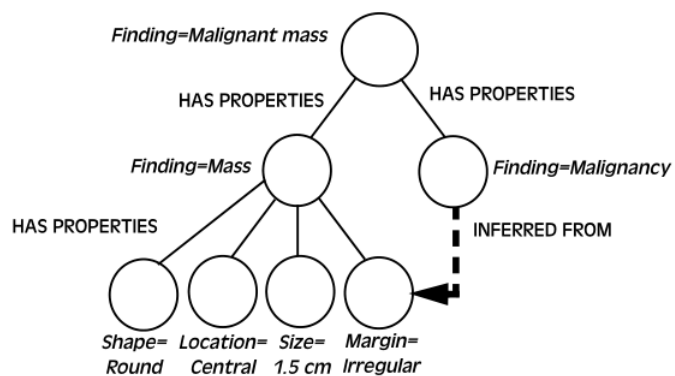 Finding=Malignant mass
HAS PROPERTIES
HAS PROPERTIES
Finding=Mass
Finding=Malignancy
HAS PROPERTIES
INFERRED FROM
Shape= Location= Size= Margin=
Round Central 1.5 cm Irregular